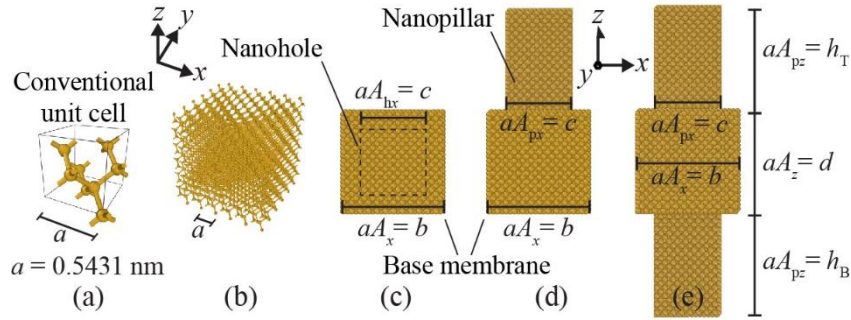 z
y
x
Conventional
unit cell
a
a = 0.5431 nm
(a)
a
(b)
Nanohole
aA_hx = c
aA_x = b
(c)
Base membrane
Nanopillar
aA_px = c
aA_x = b
(d)
z
y
x
aA_px = c
aA_x = b
(e)
aA_pz = h_T
aA_z = d
aA_pz = h_B